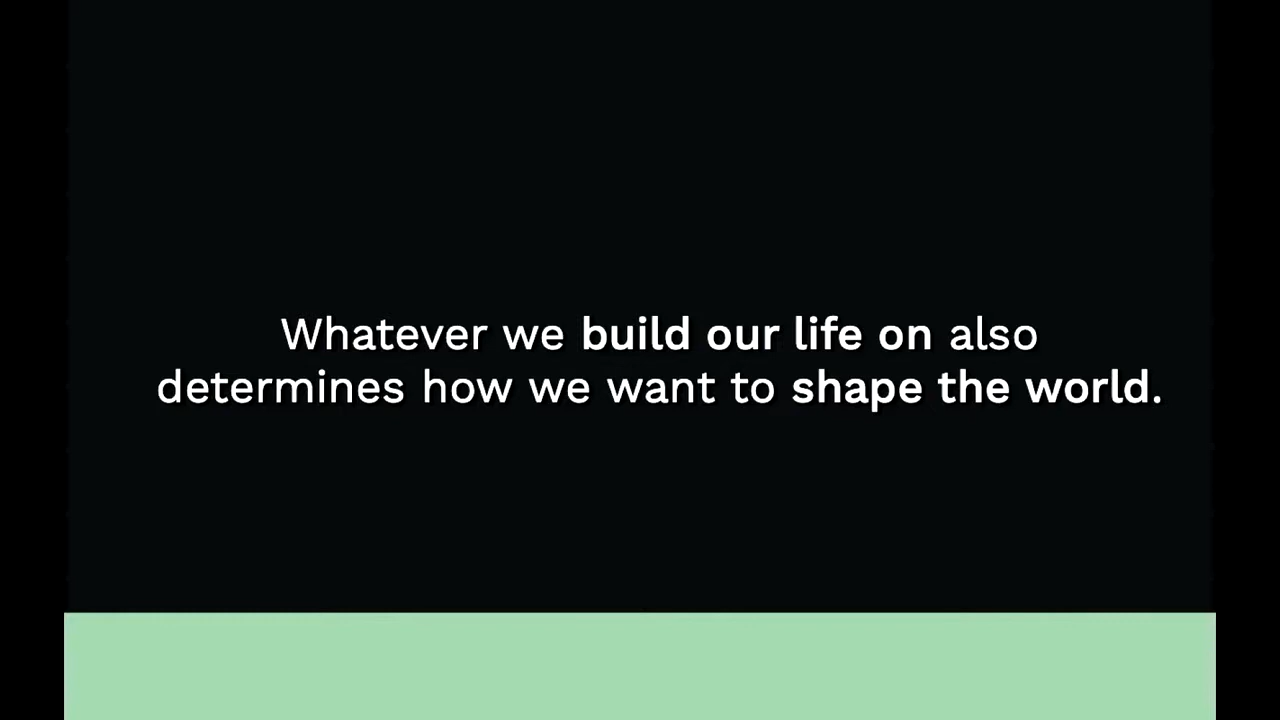 Whatever we build our life on also
determines how we want to shape the world.